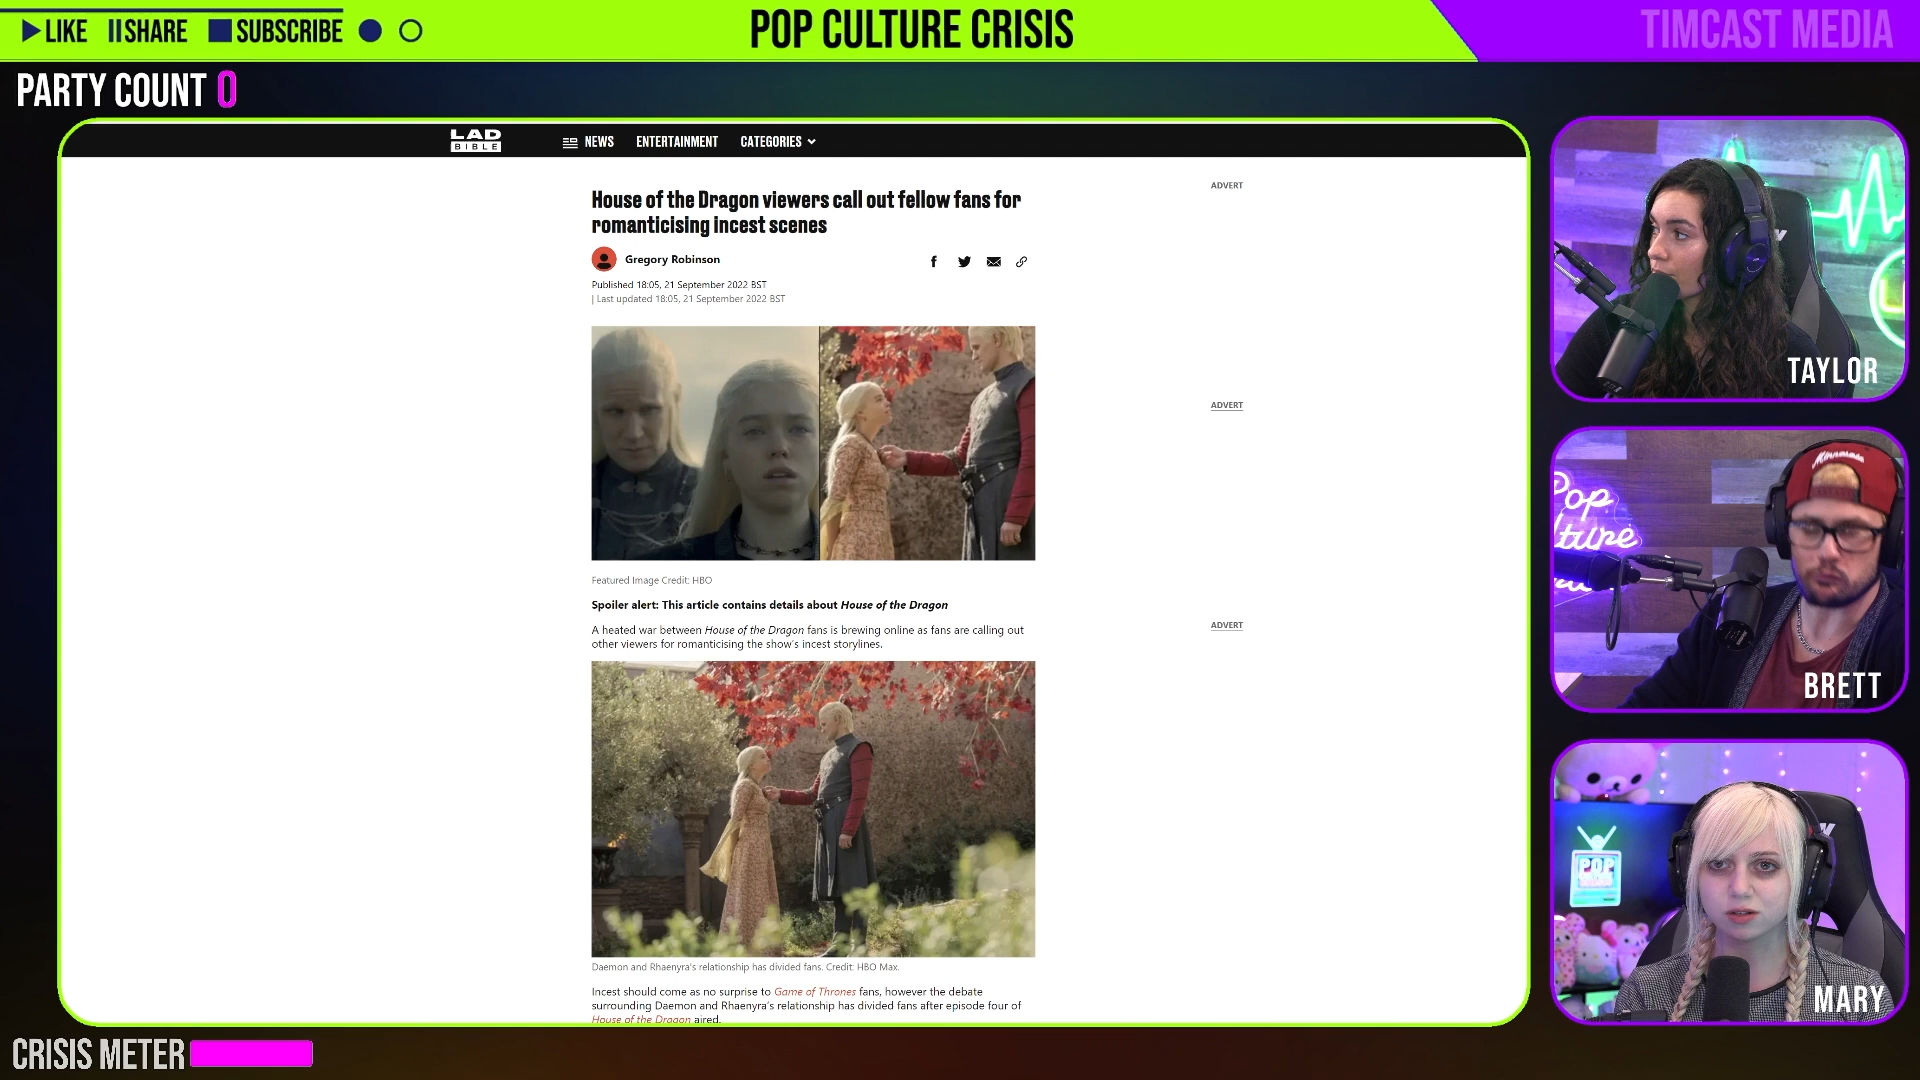 LIKE SHARE SUBSCRIBE
POP CULTURE CRISIS
TIMCAST MEDIA
PARTY COUNT 0
LAD
BIBLE
NEWS ENTERTAINMENT CATEGORIES
House of the Dragon viewers call out fellow fans for
romanticising incest scenes
Gregory Robinson
Published 18:05, 21 September 2022 BST
| Last updated 18:05, 21 September 2022 BST
Featured Image Credit: HBO
Spoiler alert: This article contains details about House of the Dragon
A heated war between House of the Dragon fans is brewing online as fans are calling out
other viewers for romanticising the show's incest storylines.
Daemon and Rhaenyra's relationship has divided fans. Credit: HBO Max.
Incest should come as no surprise to Game of Thrones fans, however the debate
surrounding Daemon and Rhaenyra's relationship has divided fans after episode four of
House of the Dragon aired.
ADVERT
ADVERT
ADVERT
TAYLOR
Pop
ture
Minnesota
BRETT
POP
MARY
CRISIS METER